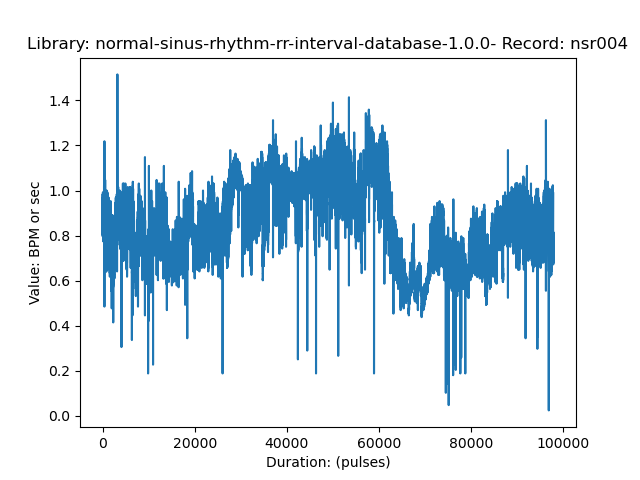 Library: normal-sinus-rhythm-rr-interval-database-1.0.0- Record: nsr004
1.4
1.2
1.0
0.8
0.6
0.4
0.2
0.0
Value: BPM or sec
0 20000 40000 60000 80000 100000
Duration: (pulses)